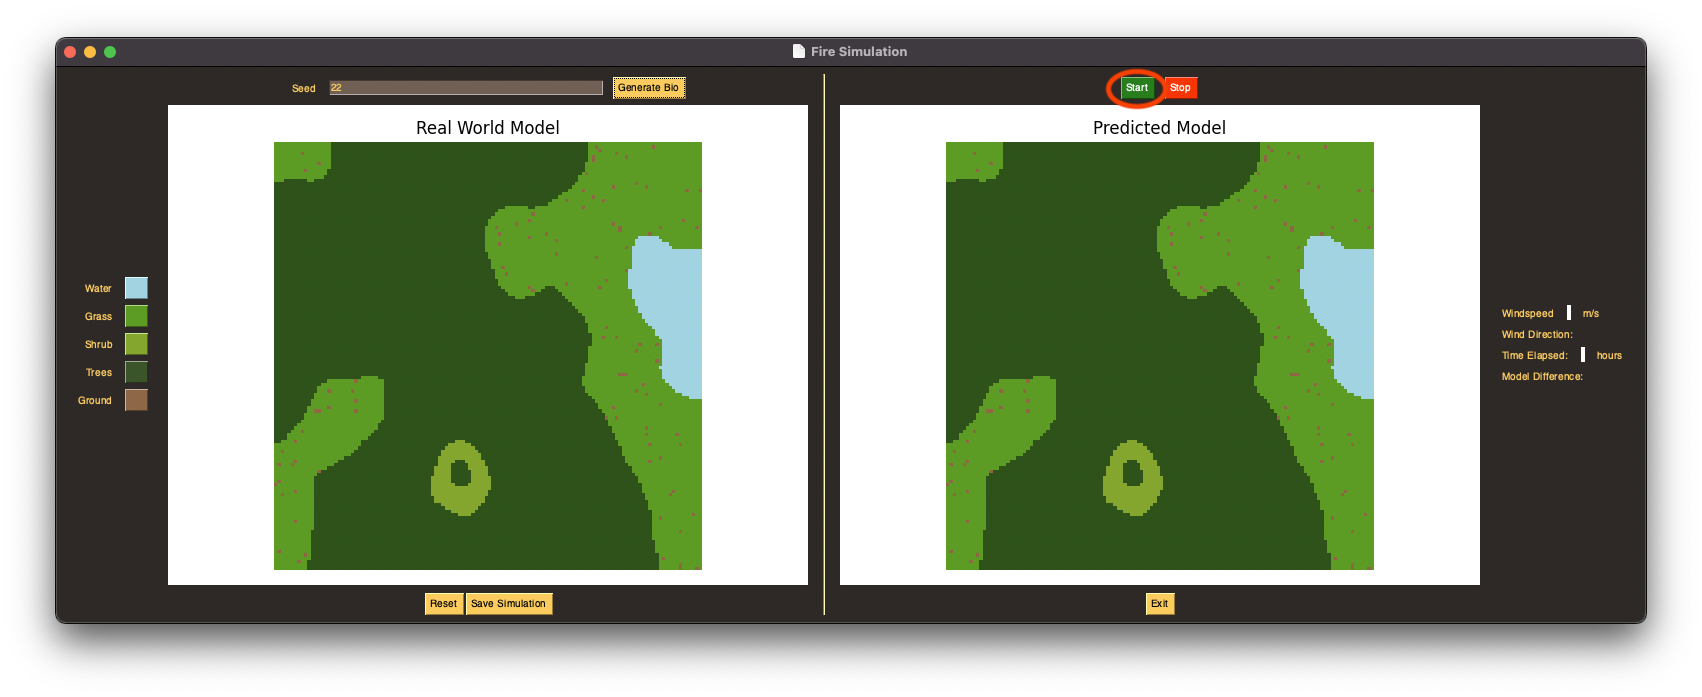 Fire Simulation
Seed 22 Generate Bio
Start Stop
Real World Model
Predicted Model
Water
Grass
Shrub
Trees
Ground
Windspeed m/s
Wind Direction:
Time Elapsed: hours
Model Difference:
Reset Save Simulation
Exit